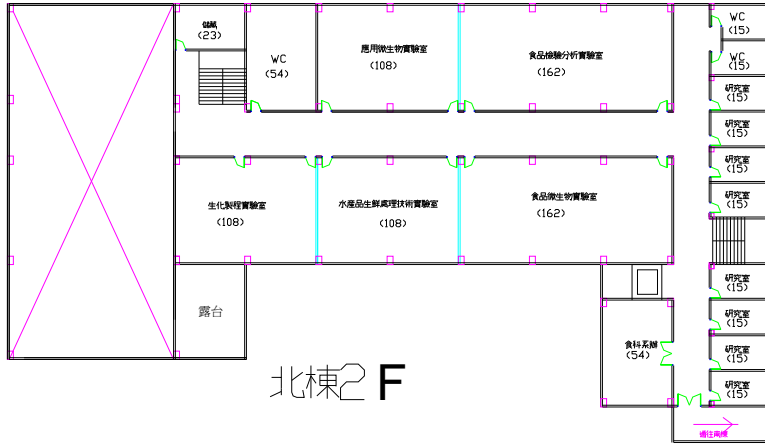 儲藏
(23)
WC
(54)
應用微生物實驗室
(108)
食品檢驗分析實驗室
(162)
WC
(15)
WC
(15)
研究室
(15)
研究室
(15)
研究室
(15)
研究室
(15)
生化製程實驗室
(108)
水產品生鮮處理技術實驗室
(108)
食品微生物實驗室
(162)
研究室
(15)
研究室
(15)
研究室
(15)
研究室
(15)
露台
食科系辦
(54)
北棟2F
通往南棟